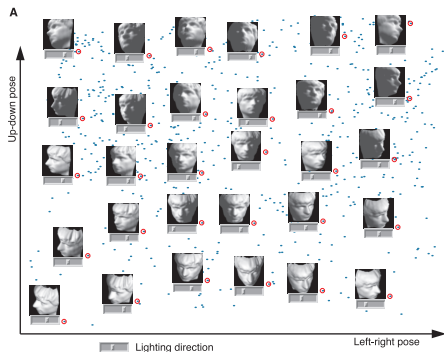 A
Up-down pose
Left-right pose
Lighting direction